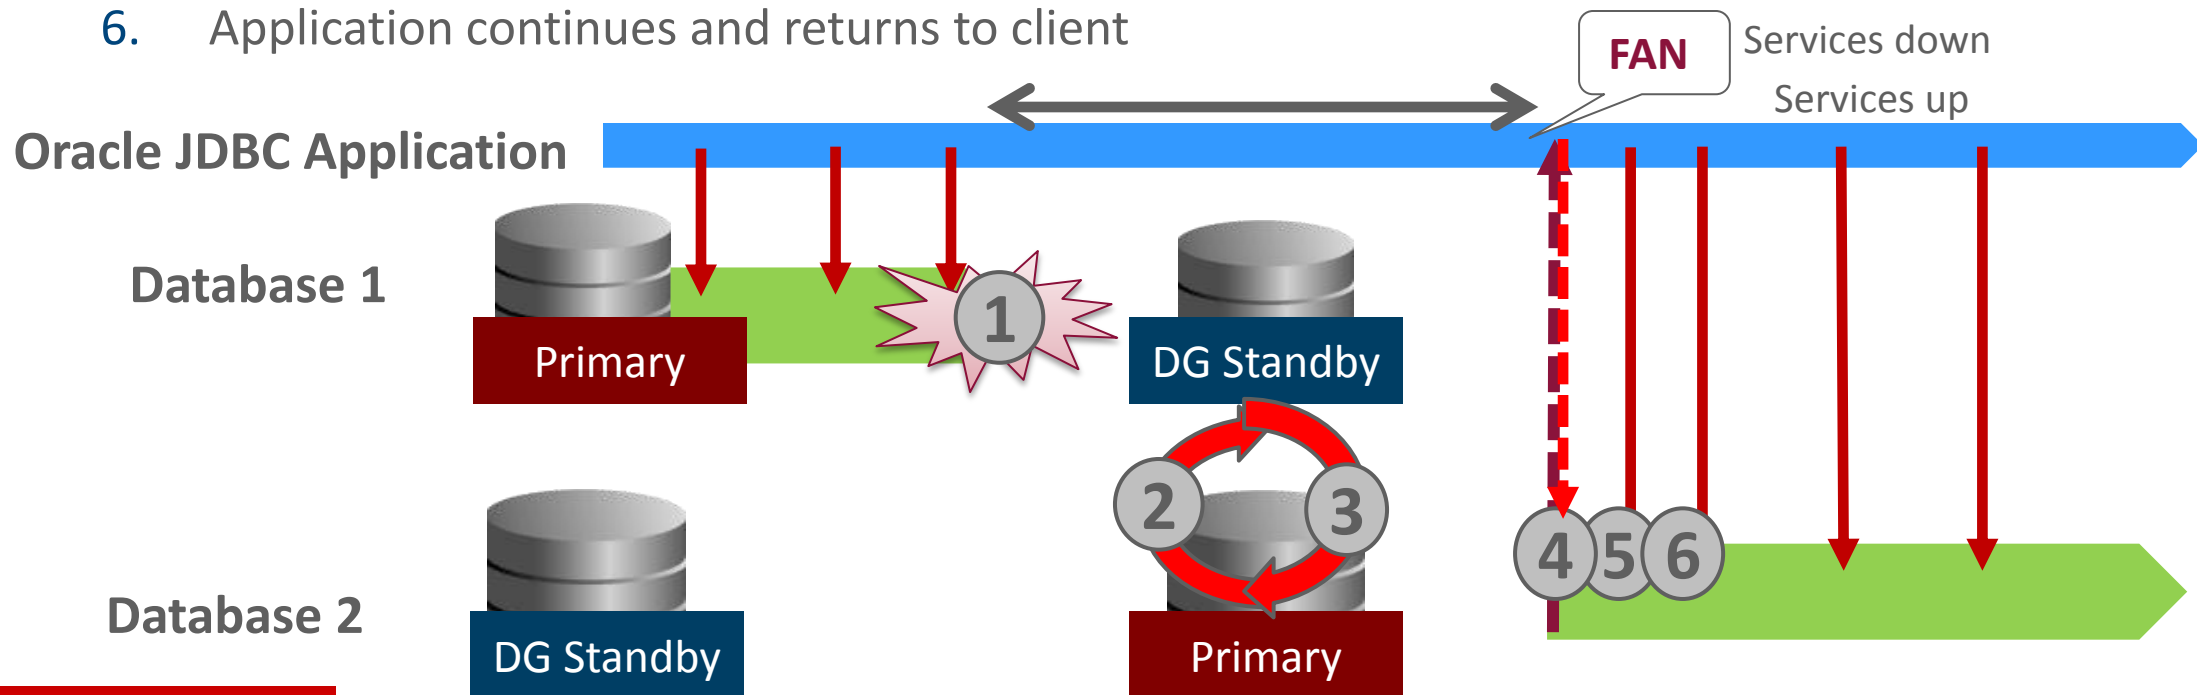 6. Application continues and returns to client
FAN
Services down
Services up
Oracle JDBC Application
Database 1
1
Primary
DG Standby
2
3
4
5
6
Database 2
DG Standby
Primary